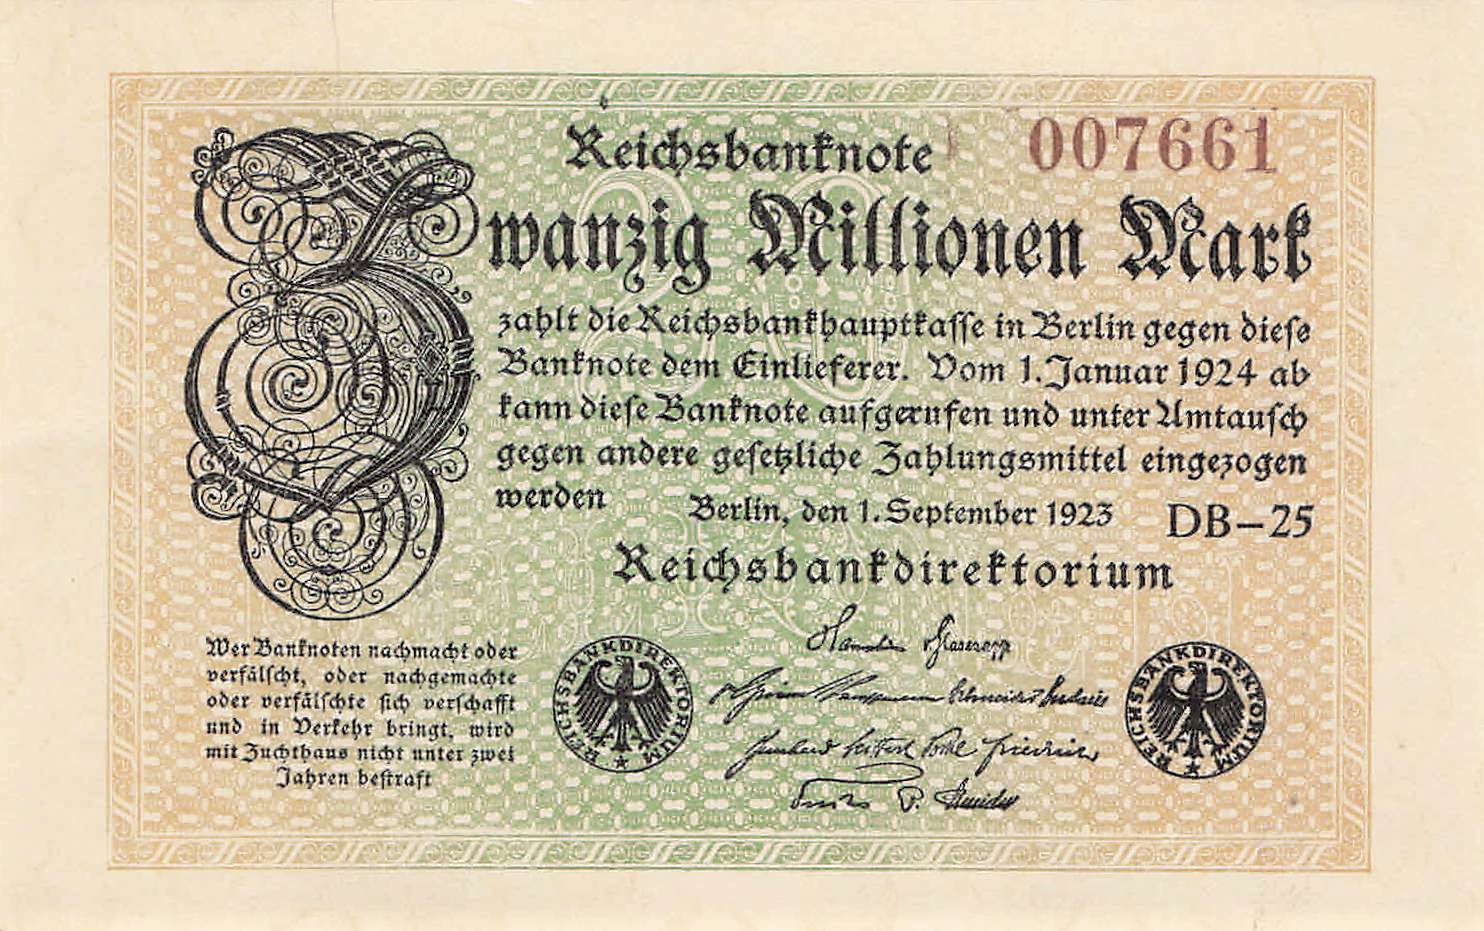 Reichsbanknote 007661
Zwanzig Millionen Mark
zahlt die Reichsbankhauptkasse in Berlin gegen diese
Banknote dem Einlieferer. Vom 1. Januar 1924 ab
kann diese Banknote aufgerufen und unter Umtausch
gegen andere gesetzliche Zahlungsmittel eingezogen
werden
Berlin, den 1. September 1923 DB–25
Reichsbankdirektorium
Wer Banknoten nachmacht oder
verfälscht, oder nachgemachte
oder verfälschte sich verschafft
und in Verkehr bringt, wird
mit Zuchthaus nicht unter zwei
Jahren bestraft
REICHSBANKDIREKTORIUM
REICHSBANKDIREKTORIUM
20